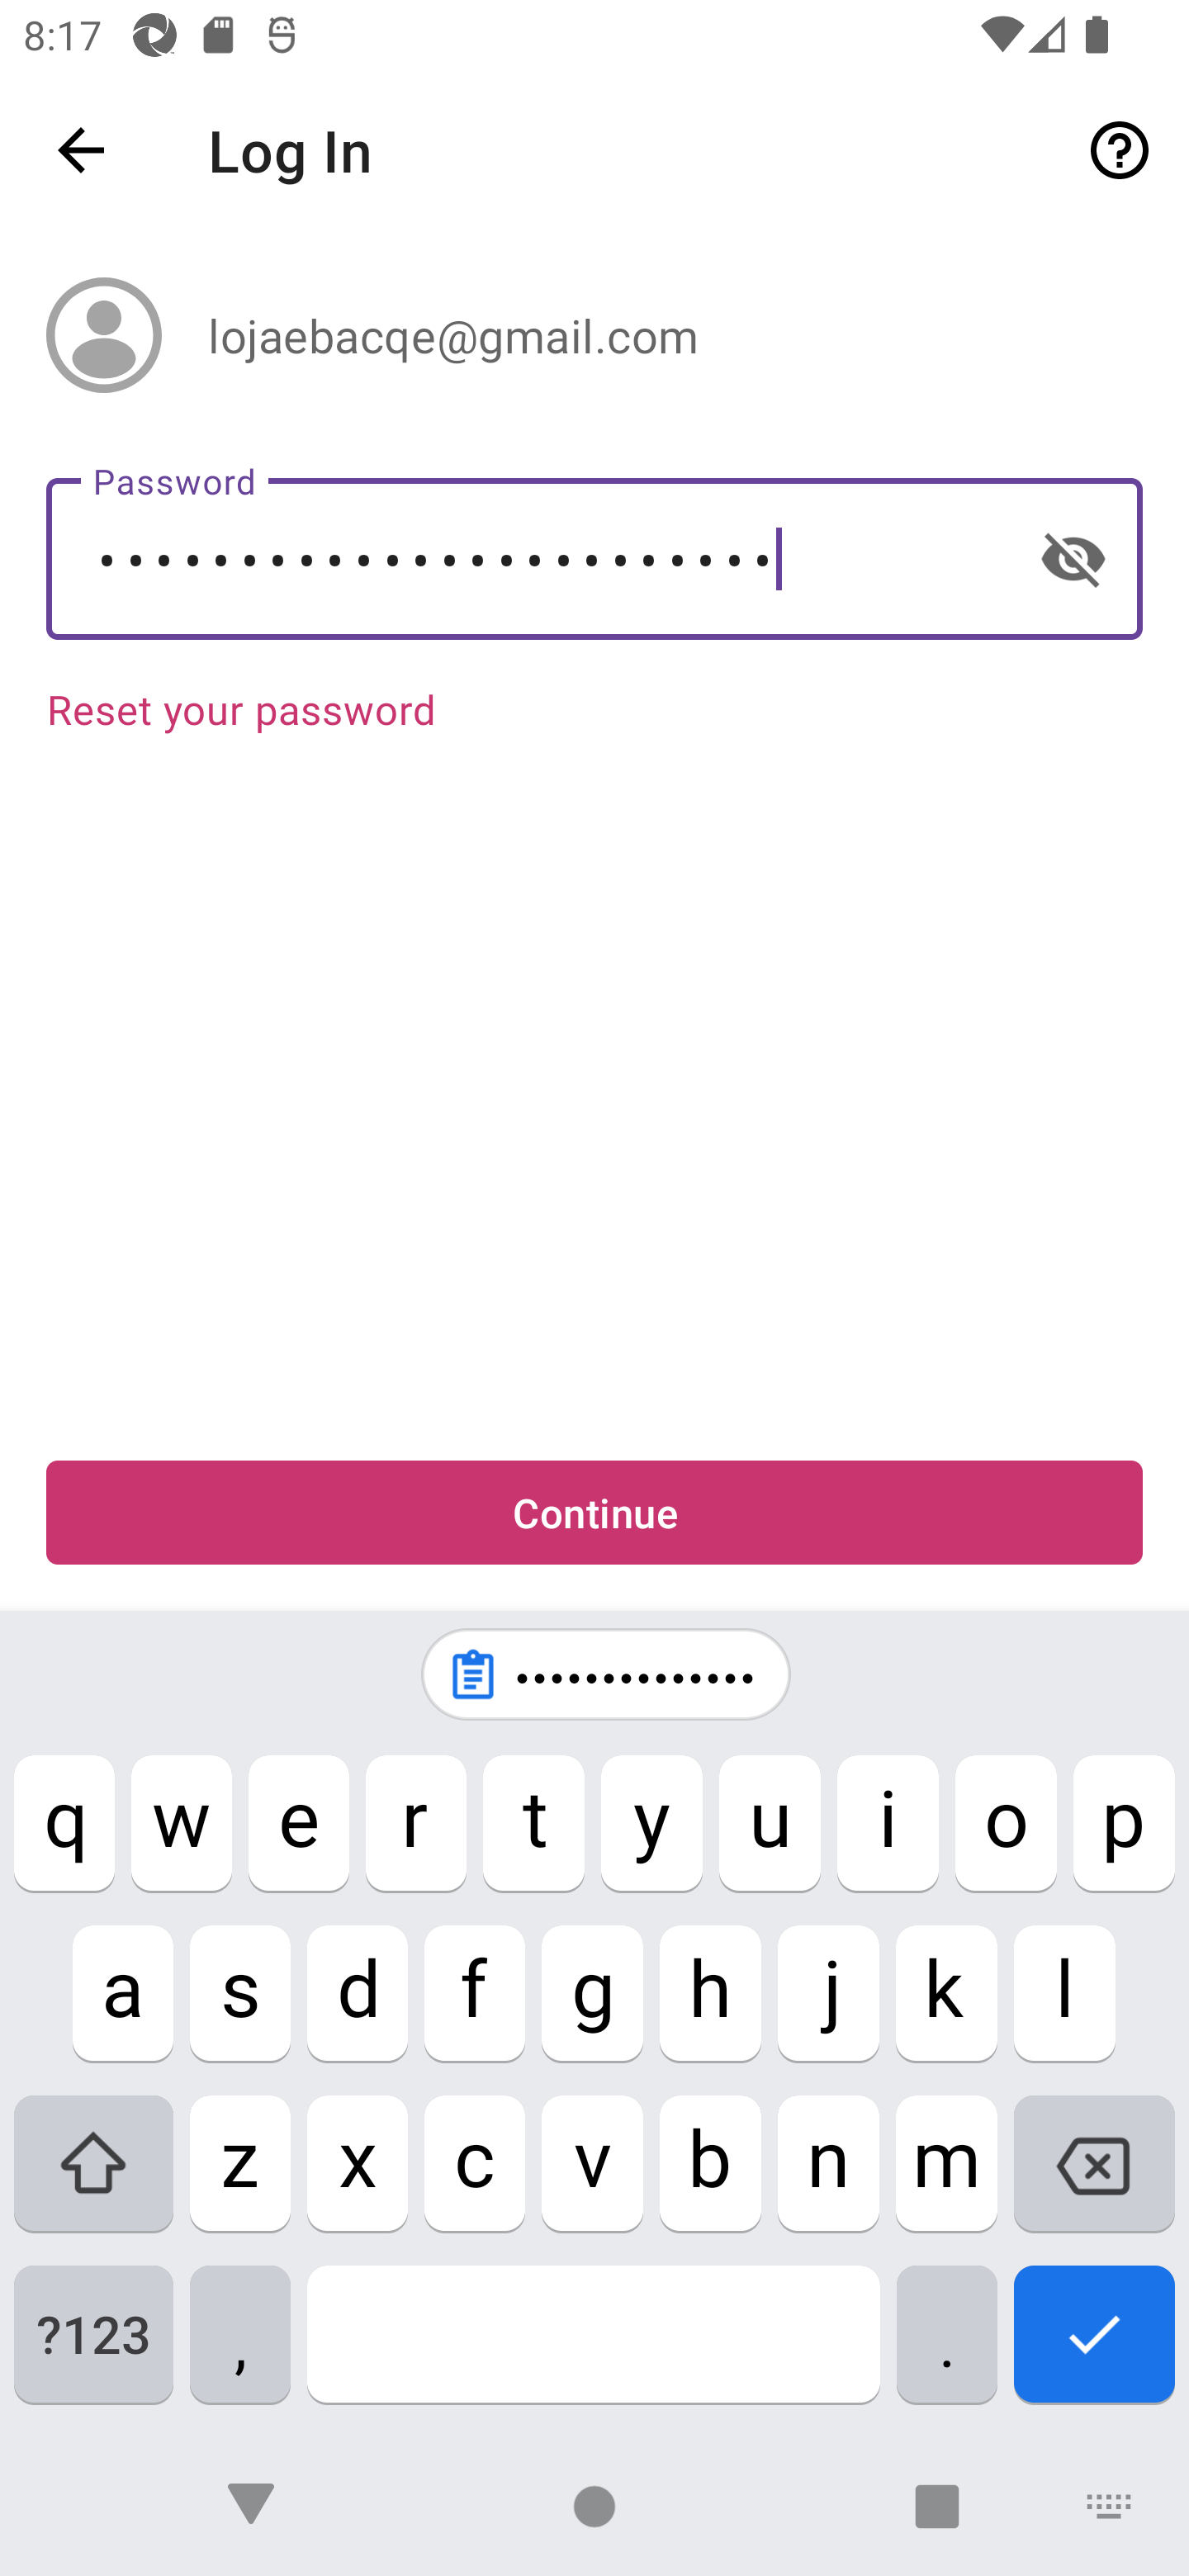 8:17
Log In
lojaebacqe@gmail.com
Password
••••••••••••••••••••••••
Reset your password
Continue
••••••••••••••
q w e r t y u i o p
a s d f g h j k l
z x c v b n m
?123 , .